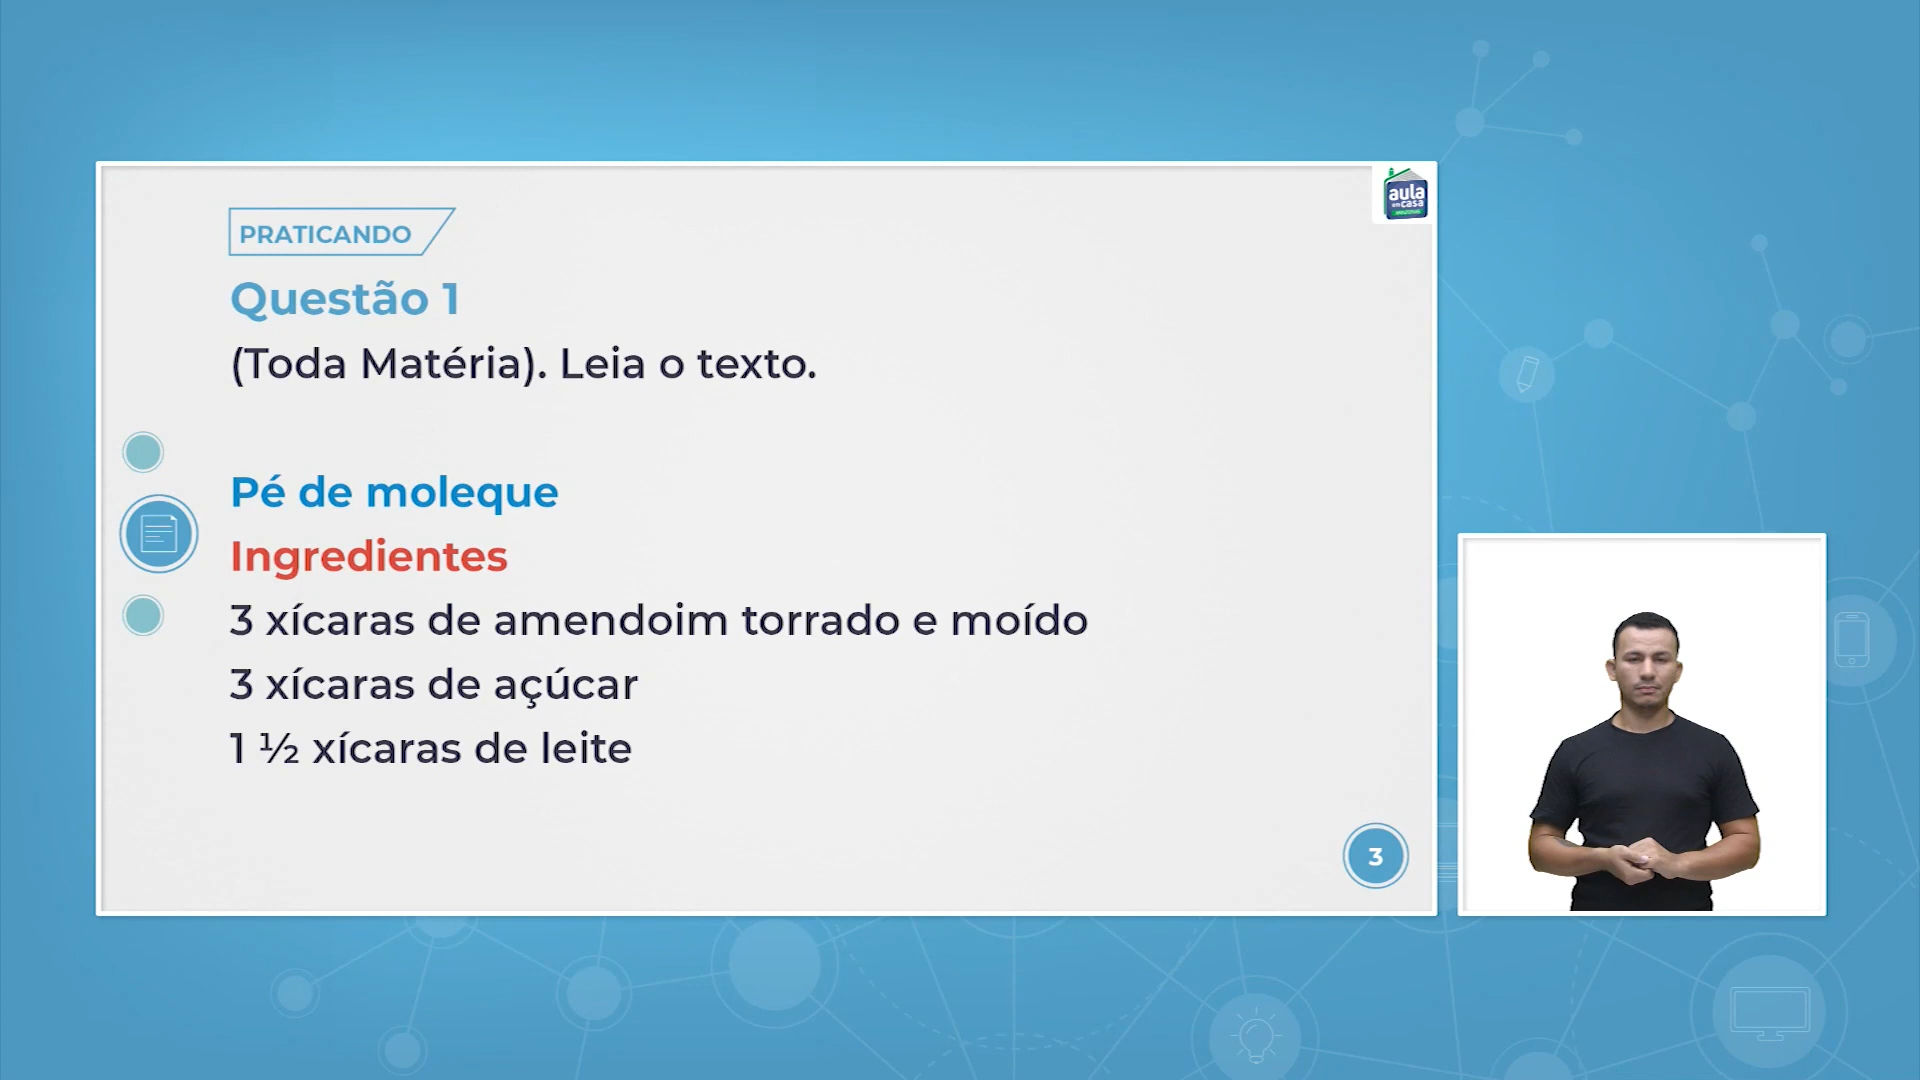 aula
em casa
PRATICANDO
Questão 1
(Toda Matéria). Leia o texto.
Pé de moleque
Ingredientes
3 xícaras de amendoim torrado e moído
3 xícaras de açúcar
1 ½ xícaras de leite
3